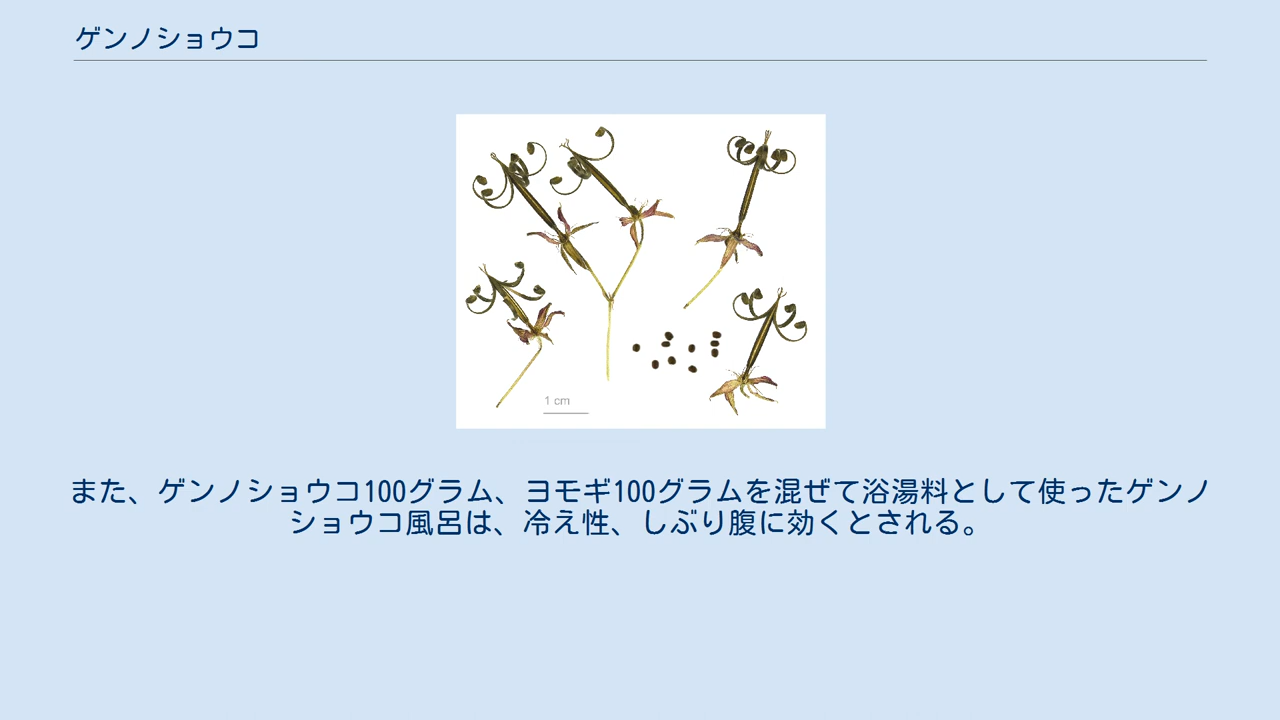 ゲンノショウコ
1 cm
また、ゲンノショウコ100グラム、ヨモギ100グラムを混ぜて浴湯料として使ったゲンノ
ショウコ風呂は、冷え性、しぶり腹に効くとされる。